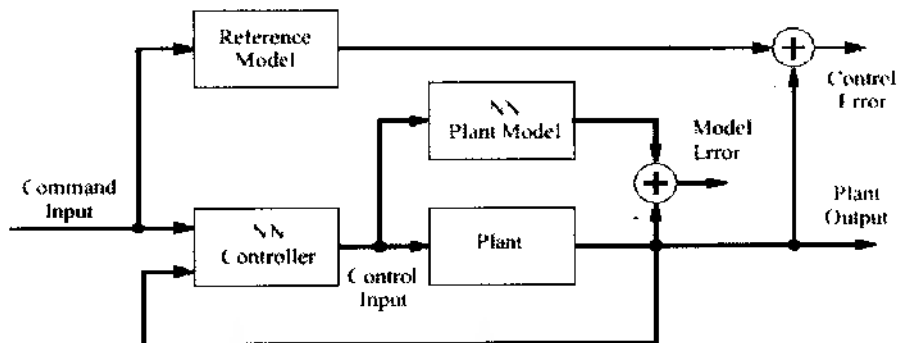 Reference
Model
Control
Error
NN
Plant Model
Model
Error
Command
Input
Plant
Output
NN
Controller
Plant
Control
Input